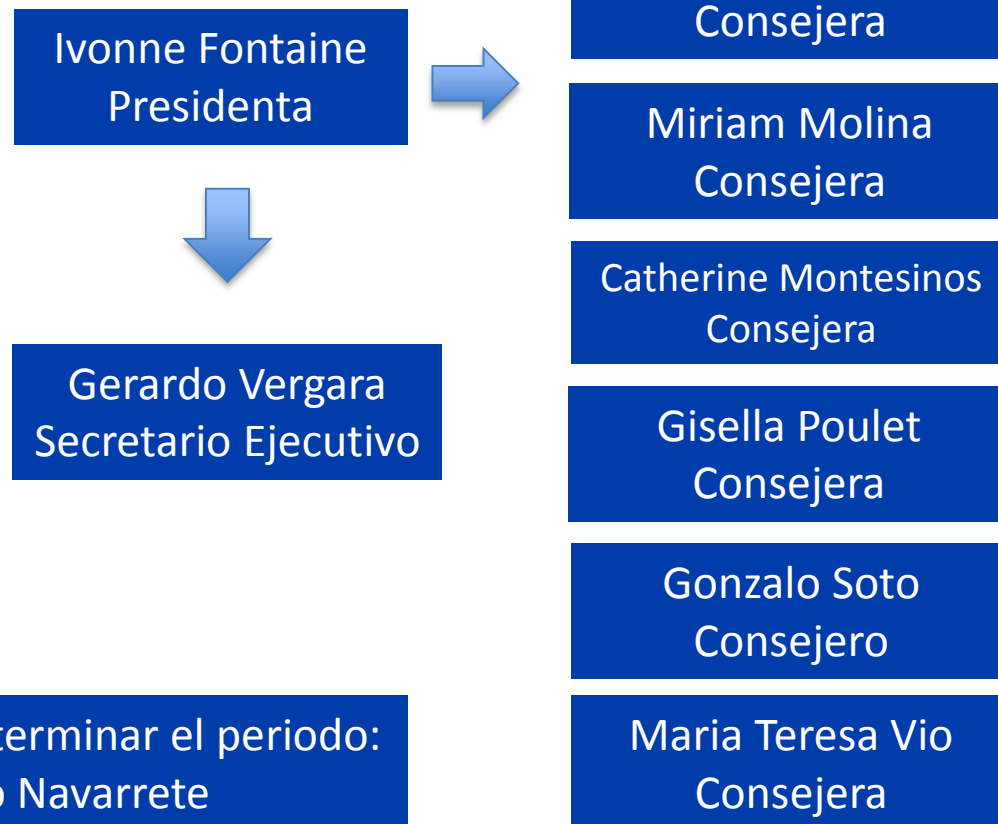 Ivonne Fontaine
Presidenta
Gerardo Vergara
Secretario Ejecutivo
terminar el periodo:
Navarrete
Consejera
Miriam Molina
Consejera
Catherine Montesinos
Consejera
Gisella Poulet
Consejera
Gonzalo Soto
Consejero
Maria Teresa Vio
Consejera